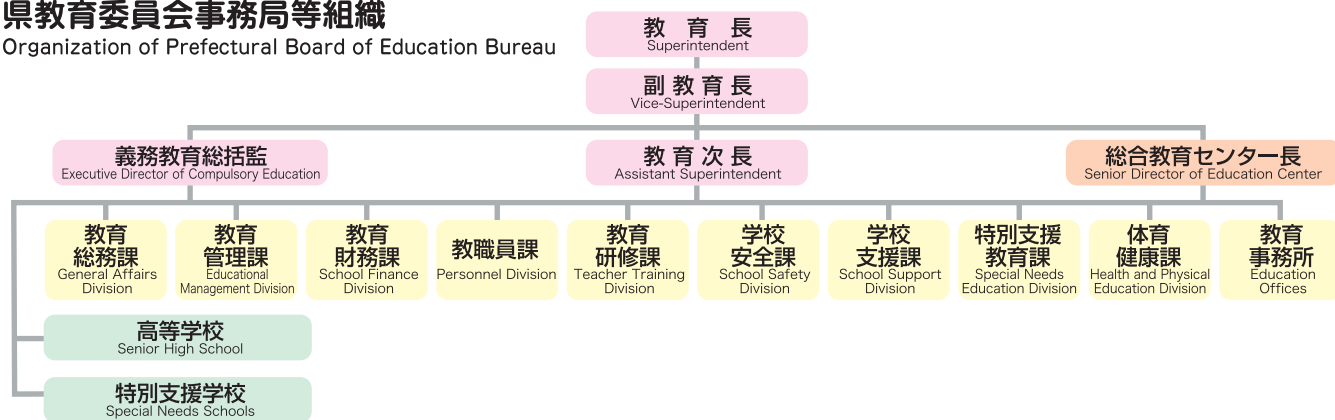 県教育委員会事務局等組織
Organization of Prefectural Board of Education Bureau
教 育 長
Superintendent
副 教 育 長
Vice-Superintendent
義務教育総括監
Executive Director of Compulsory Education
教 育 次 長
Assistant Superintendent
総合教育センター長
Senior Director of Education Center
教育
総務課
General Affairs
Division
教育
管理課
Educational
Management Division
教育
財務課
School Finance
Division
教職員課
Personnel Division
教育
研修課
Teacher Training
Division
学校
安全課
School Safety
Division
学校
支援課
School Support
Division
特別支援
教育課
Special Needs
Education Division
体育
健康課
Health and Physical
Education Division
教育
事務所
Education
Offices
高等学校
Senior High School
特別支援学校
Special Needs Schools